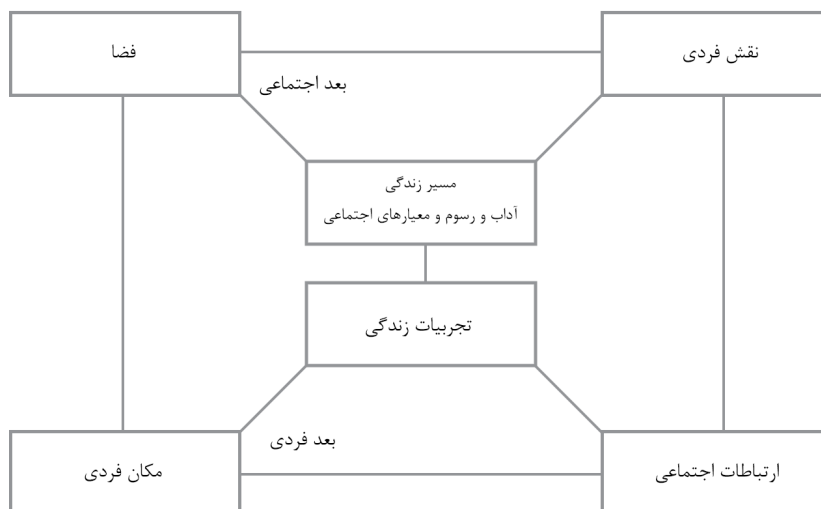 نقش فردی
فضا
بعد اجتماعی
مسیر زندگی
آداب و رسوم و معیارهای اجتماعی
تجربیات زندگی
بعد فردی
ارتباطات اجتماعی
مکان فردی